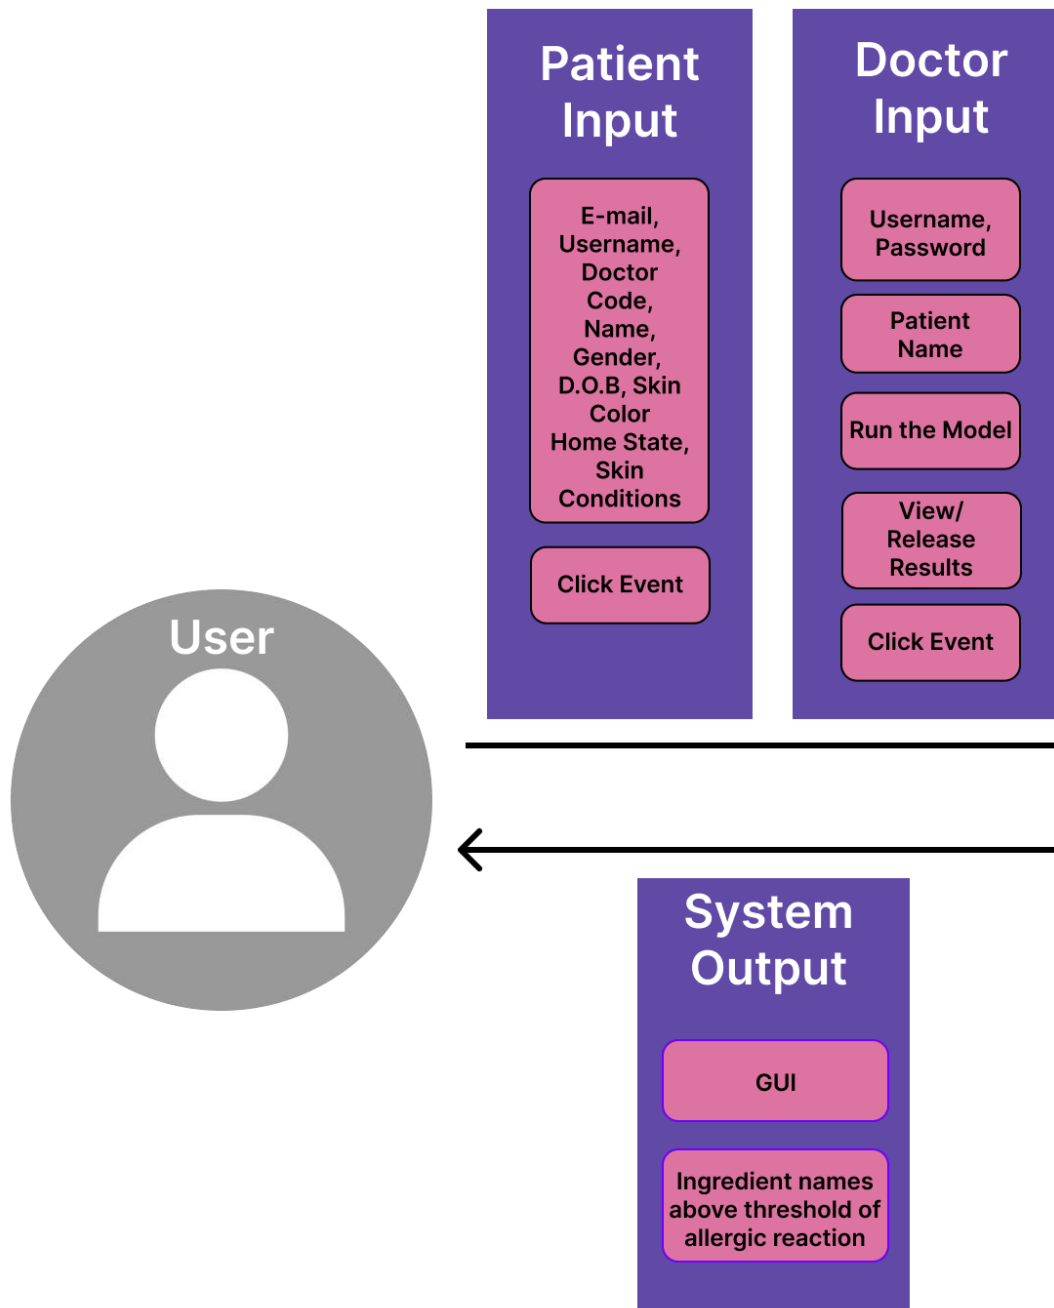 Patient
Input
E-mail,
Username,
Doctor
Code,
Name,
Gender,
D.O.B, Skin
Color
Home State,
Skin
Conditions
Click Event
Doctor
Input
Username,
Password
Patient
Name
Run the Model
View/
Release
Results
Click Event
User
System
Output
GUI
Ingredient names
above threshold of
allergic reaction